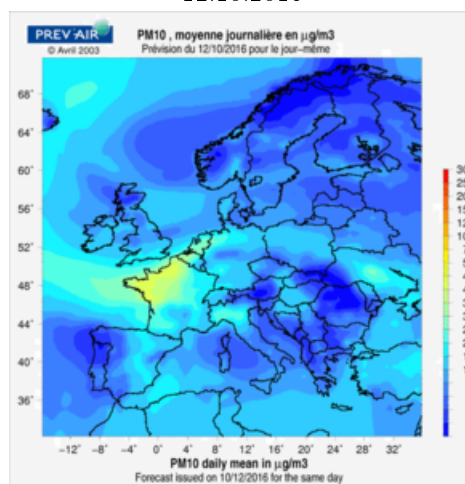 PREV'AIR
© Avril 2003
PM10 , moyenne journalière en µg/m3
Prévision du 12/10/2016 pour le jour−même
68°
64°
60°
56°
52°
48°
44°
40°
36°
−12° −8° −4° 0° 4° 8° 12° 16° 20° 24° 28° 32°
PM10 daily mean in µg/m3
Forecast issued on 10/12/2016 for the same day